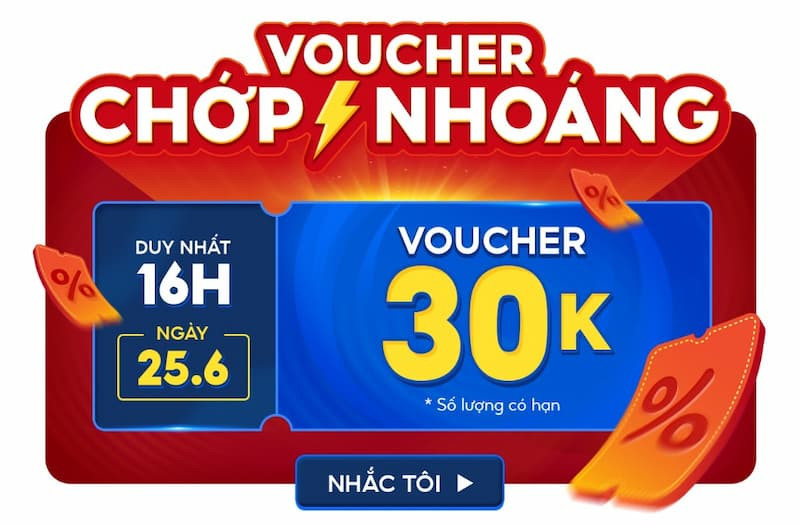 VOUCHER
CHỚP NHOÁNG
DUY NHẤT
16H
NGÀY
25.6
VOUCHER
30K
* Số lượng có hạn
%
%
%
NHẮC TÔI